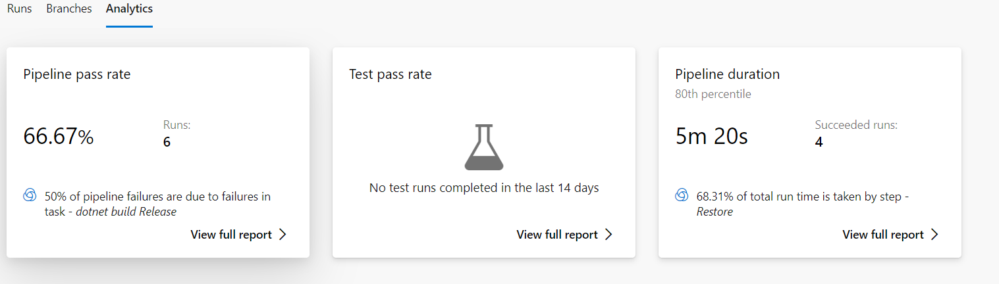 Runs Branches Analytics
Pipeline pass rate
66.67%
Runs:
6
50% of pipeline failures are due to failures in
task - dotnet build Release
View full report
Test pass rate
No test runs completed in the last 14 days
View full report
Pipeline duration
80th percentile
5m 20s
Succeeded runs:
4
68.31% of total run time is taken by step -
Restore
View full report